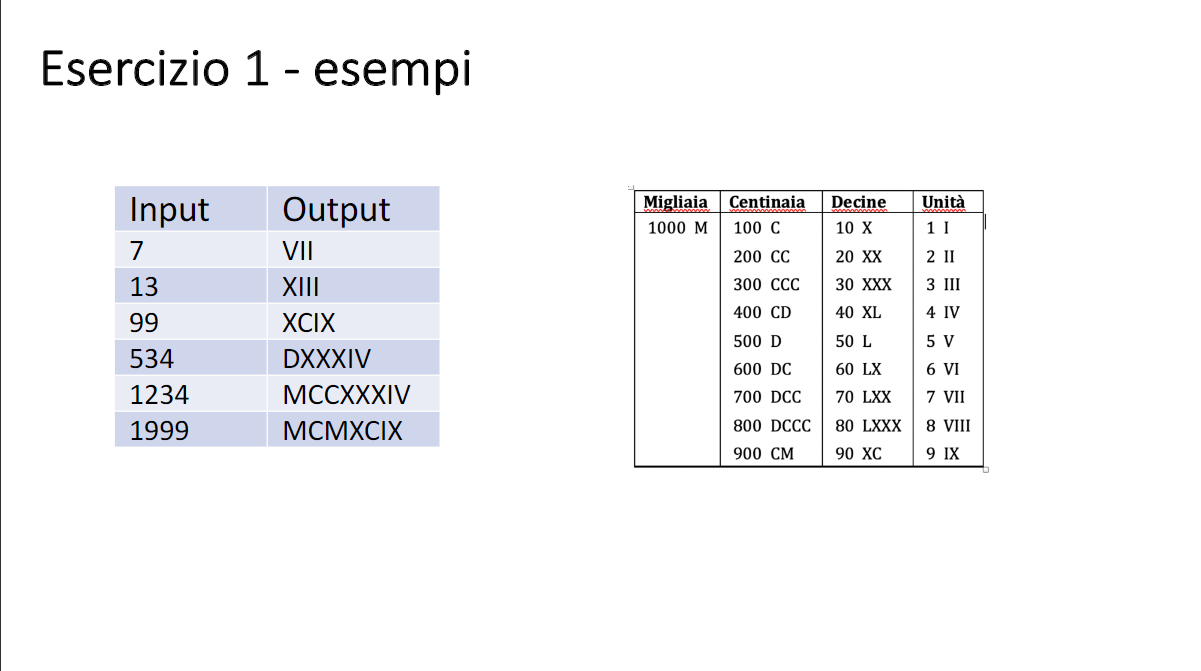 Esercizio 1 - esempi
Input Output
7 VII
13 XIII
99 XCIX
534 DXXXIV
1234 MCCXXXIV
1999 MCMXCIX
Migliaia Centinaia Decine Unità
1000 M 100 C 10 X 1 I
200 CC 20 XX 2 II
300 CCC 30 XXX 3 III
400 CD 40 XL 4 IV
500 D 50 L 5 V
600 DC 60 LX 6 VI
700 DCC 70 LXX 7 VII
800 DCCC 80 LXXX 8 VIII
900 CM 90 XC 9 IX